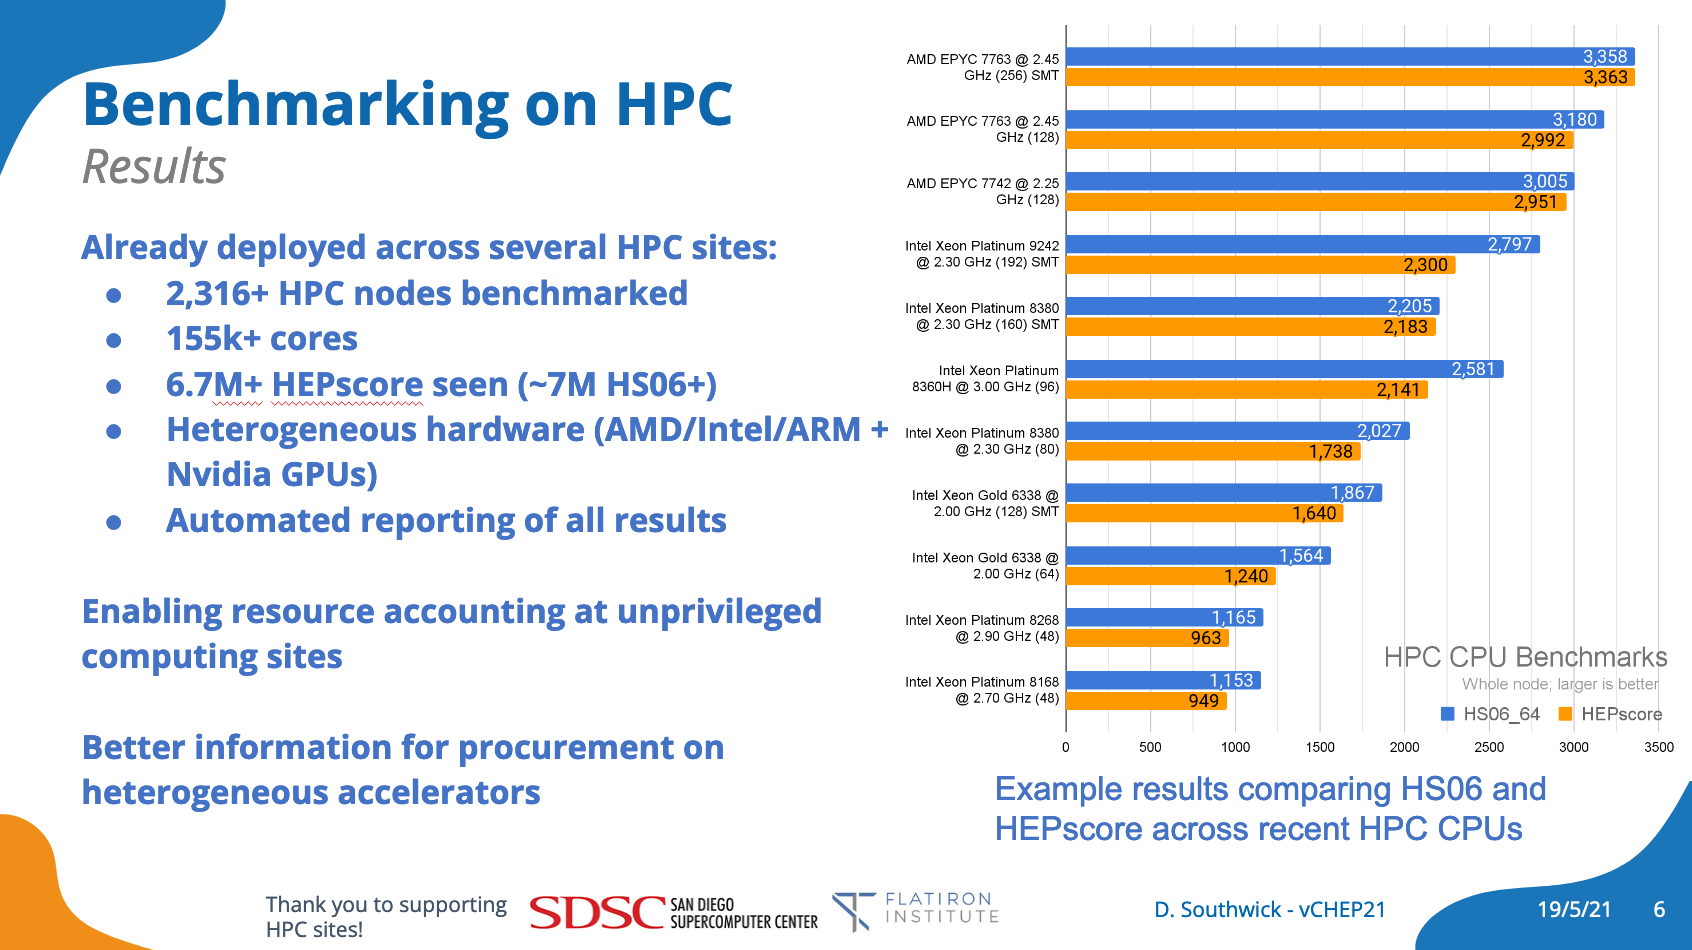 Benchmarking on HPC
Results
Already deployed across several HPC sites:
● 2,316+ HPC nodes benchmarked
● 155k+ cores
● 6.7M+ HEPscore seen (~7M HS06+)
● Heterogeneous hardware (AMD/Intel/ARM +
Nvidia GPUs)
● Automated reporting of all results
Enabling resource accounting at unprivileged
computing sites
Better information for procurement on
heterogeneous accelerators
AMD EPYC 7763 @ 2.45
GHz (256) SMT
3,358
3,363
AMD EPYC 7763 @ 2.45
GHz (128)
3,180
2,992
AMD EPYC 7742 @ 2.25
GHz (128)
3,005
2,951
Intel Xeon Platinum 9242
@ 2.30 GHz (192) SMT
2,797
2,300
Intel Xeon Platinum 8380
@ 2.30 GHz (160) SMT
2,205
2,183
Intel Xeon Platinum
8360H @ 3.00 GHz (96)
2,581
2,141
Intel Xeon Platinum 8380
@ 2.30 GHz (80)
2,027
1,738
Intel Xeon Gold 6338 @
2.00 GHz (128) SMT
1,867
1,640
Intel Xeon Gold 6338 @
2.00 GHz (64)
1,564
1,240
Intel Xeon Platinum 8268
@ 2.90 GHz (48)
1,165
963
Intel Xeon Platinum 8168
@ 2.70 GHz (48)
1,153
949
HPC CPU Benchmarks
Whole node; larger is better
HS06_64 HEPscore
0 500 1000 1500 2000 2500 3000 3500
Example results comparing HS06 and
HEPscore across recent HPC CPUs
Thank you to supporting
HPC sites!
SDSC SAN DIEGO
SUPERCOMPUTER CENTER
FLATIRON
INSTITUTE
D. Southwick - vCHEP21
19/5/21
6